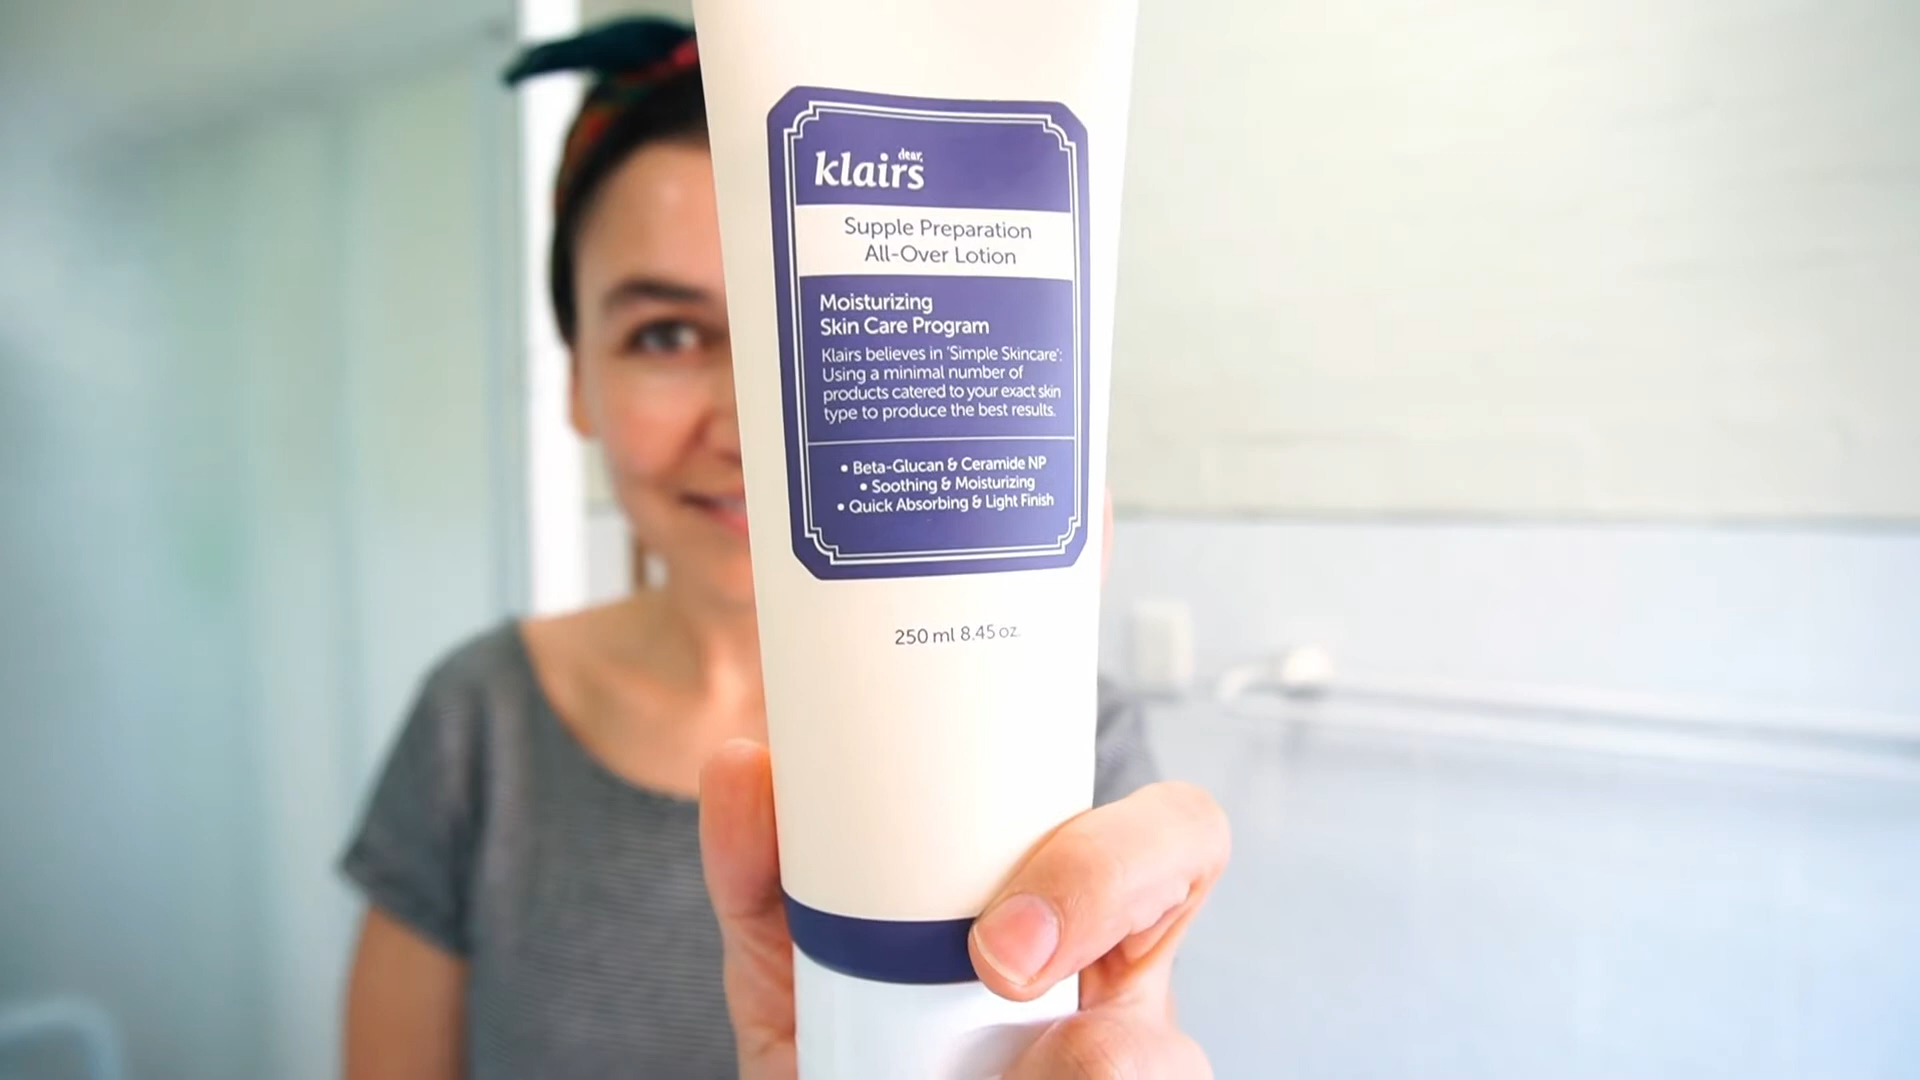 dear,
klairs
Supple Preparation
All-Over Lotion
Moisturizing
Skin Care Program
Klairs believes in 'Simple Skincare':
Using a minimal number of
products catered to your exact skin
type to produce the best results.
• Beta-Glucan & Ceramide NP
• Soothing & Moisturizing
• Quick Absorbing & Light Finish
250 ml 8.45 oz.